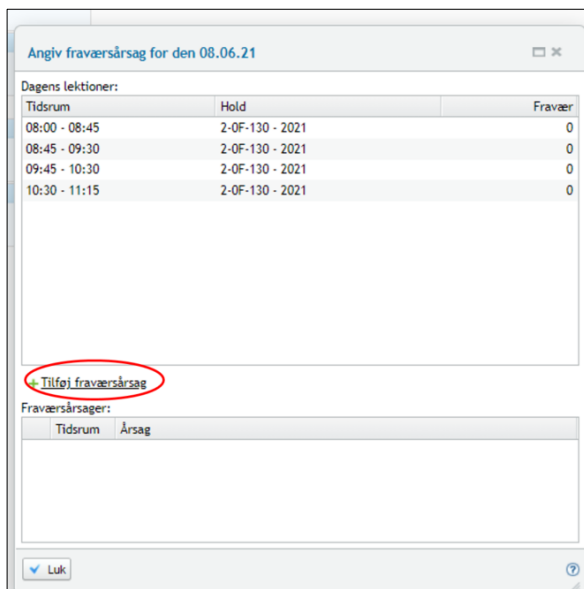 Angiv fraværsårsag for den 08.06.21
Dagens lektioner:
Tidsrum Hold Fravær
08:00 - 08:45 2-0F-130 - 2021 0
08:45 - 09:30 2-0F-130 - 2021 0
09:45 - 10:30 2-0F-130 - 2021 0
10:30 - 11:15 2-0F-130 - 2021 0
Tilføj fraværsårsag
Fraværsårsager:
Tidsrum Årsag
Luk